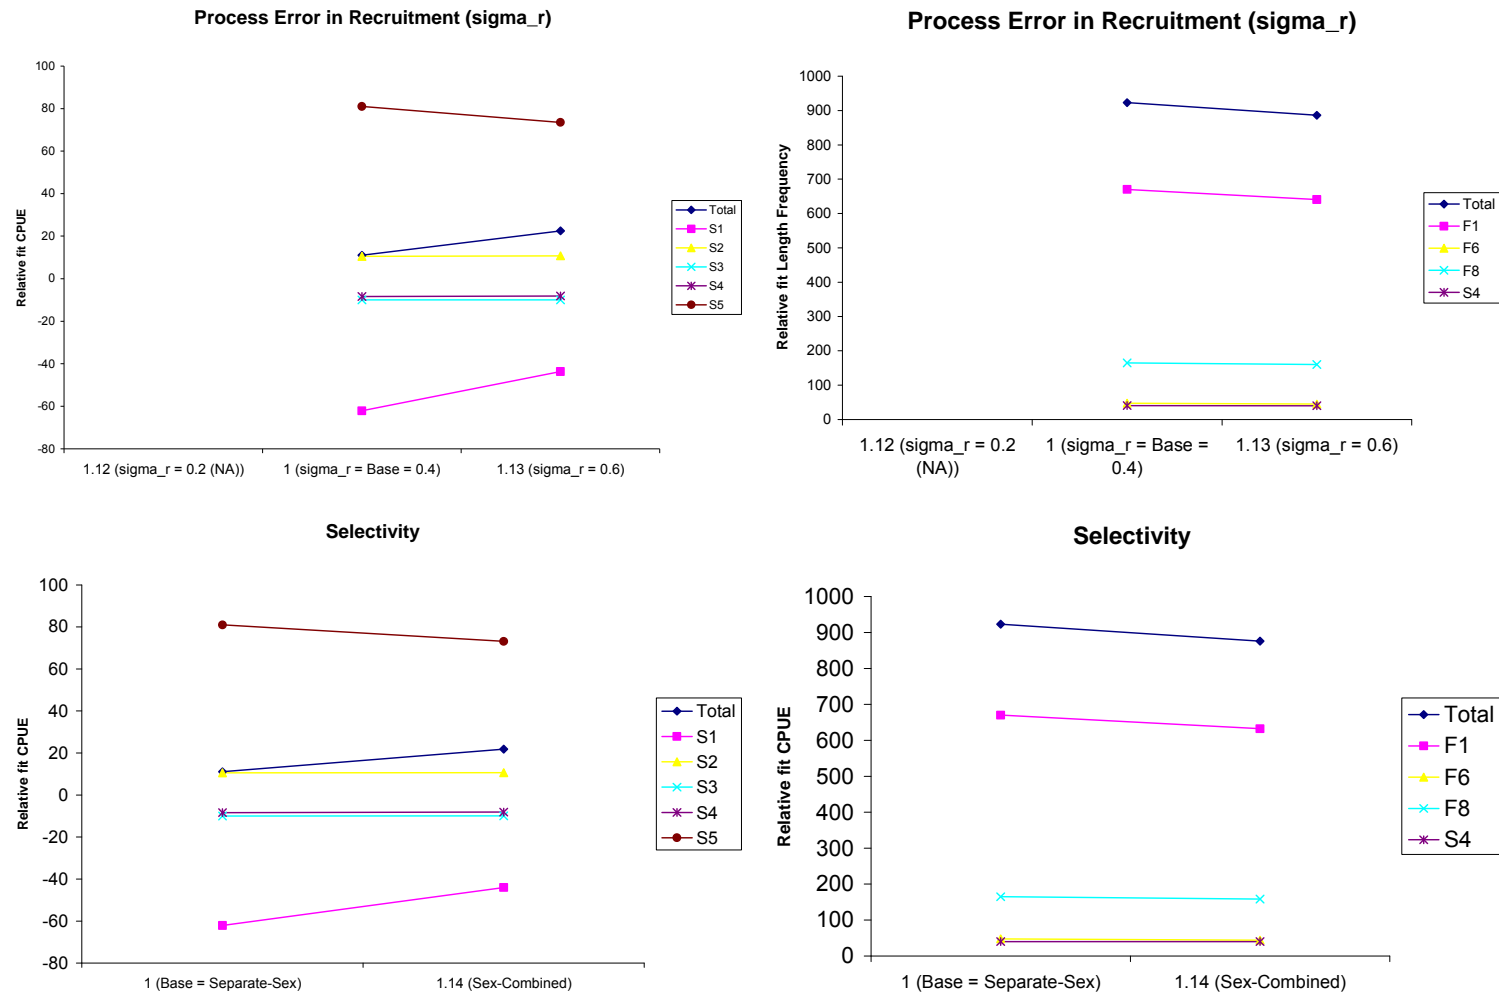 Process Error in Recruitment (sigma_r)
100
80
60
40
20
0
-20
-40
-60
-80
Relative fit CPUE
1.12 (sigma_r = 0.2 (NA))
1 (sigma_r = Base = 0.4)
1.13 (sigma_r = 0.6)
Total
S1
S2
S3
S4
S5
Process Error in Recruitment (sigma_r)
1000
900
800
700
600
500
400
300
200
100
0
Relative fit Length Frequency
1.12 (sigma_r = 0.2
(NA))
1 (sigma_r = Base =
0.4)
1.13 (sigma_r = 0.6)
Total
F1
F6
F8
S4
Selectivity
100
80
60
40
20
0
-20
-40
-60
-80
Relative fit CPUE
1 (Base = Separate-Sex)
1.14 (Sex-Combined)
Total
S1
S2
S3
S4
S5
Selectivity
1000
900
800
700
600
500
400
300
200
100
0
Relative fit CPUE
1 (Base = Separate-Sex)
1.14 (Sex-Combined)
Total
F1
F6
F8
S4